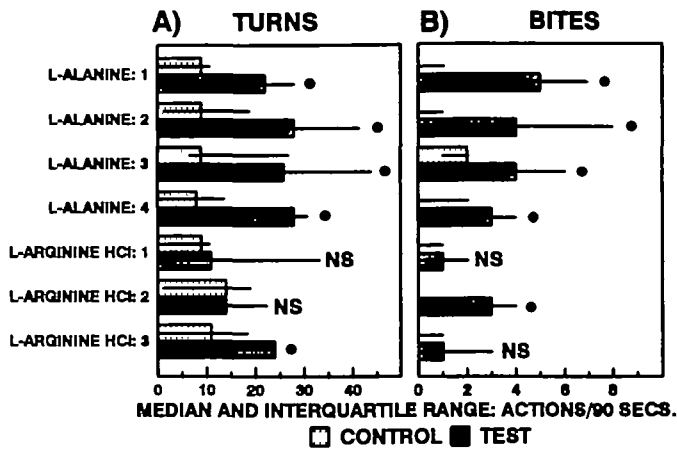 A) TURNS B) BITES
L-ALANINE: 1
L-ALANINE: 2
L-ALANINE: 3
L-ALANINE: 4
L-ARGININE HCl: 1 NS NS
L-ARGININE HCl: 2 NS
L-ARGININE HCl: 3 NS
0 10 20 30 40 0 2 4 6 8
MEDIAN AND INTERQUARTILE RANGE: ACTIONS/90 SECS.
CONTROL TEST